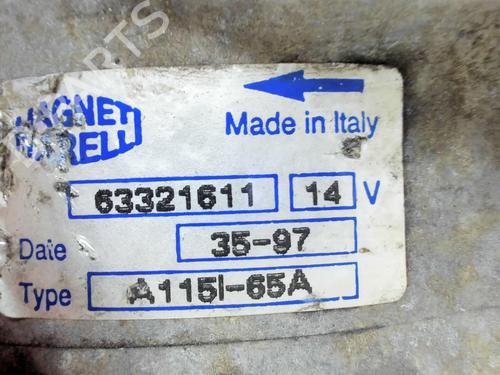 MAGNETI
MARELLI
Made in Italy
63321611 14 V
Date 35-97
Type A115I-65A